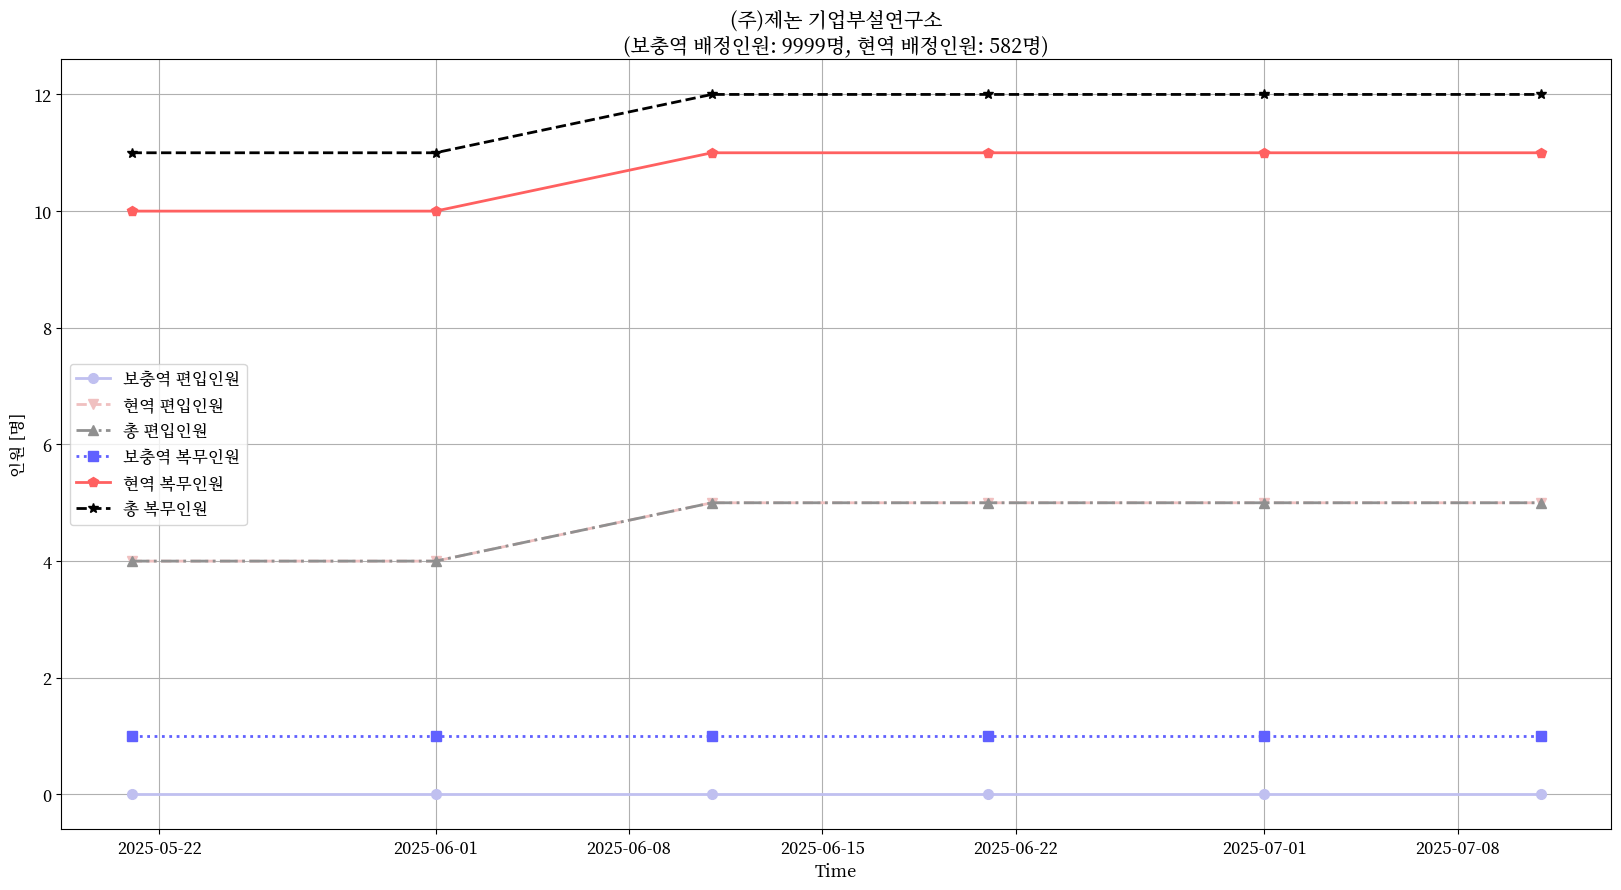 (주)제논 기업부설연구소
(보충역 배정인원: 9999명, 현역 배정인원: 582명)
12
10
8
6
4
2
0
인원 [명]
보충역 편입인원
현역 편입인원
총 편입인원
보충역 복무인원
현역 복무인원
총 복무인원
2025-05-22
2025-06-01
2025-06-08
2025-06-15
2025-06-22
2025-07-01
2025-07-08
Time